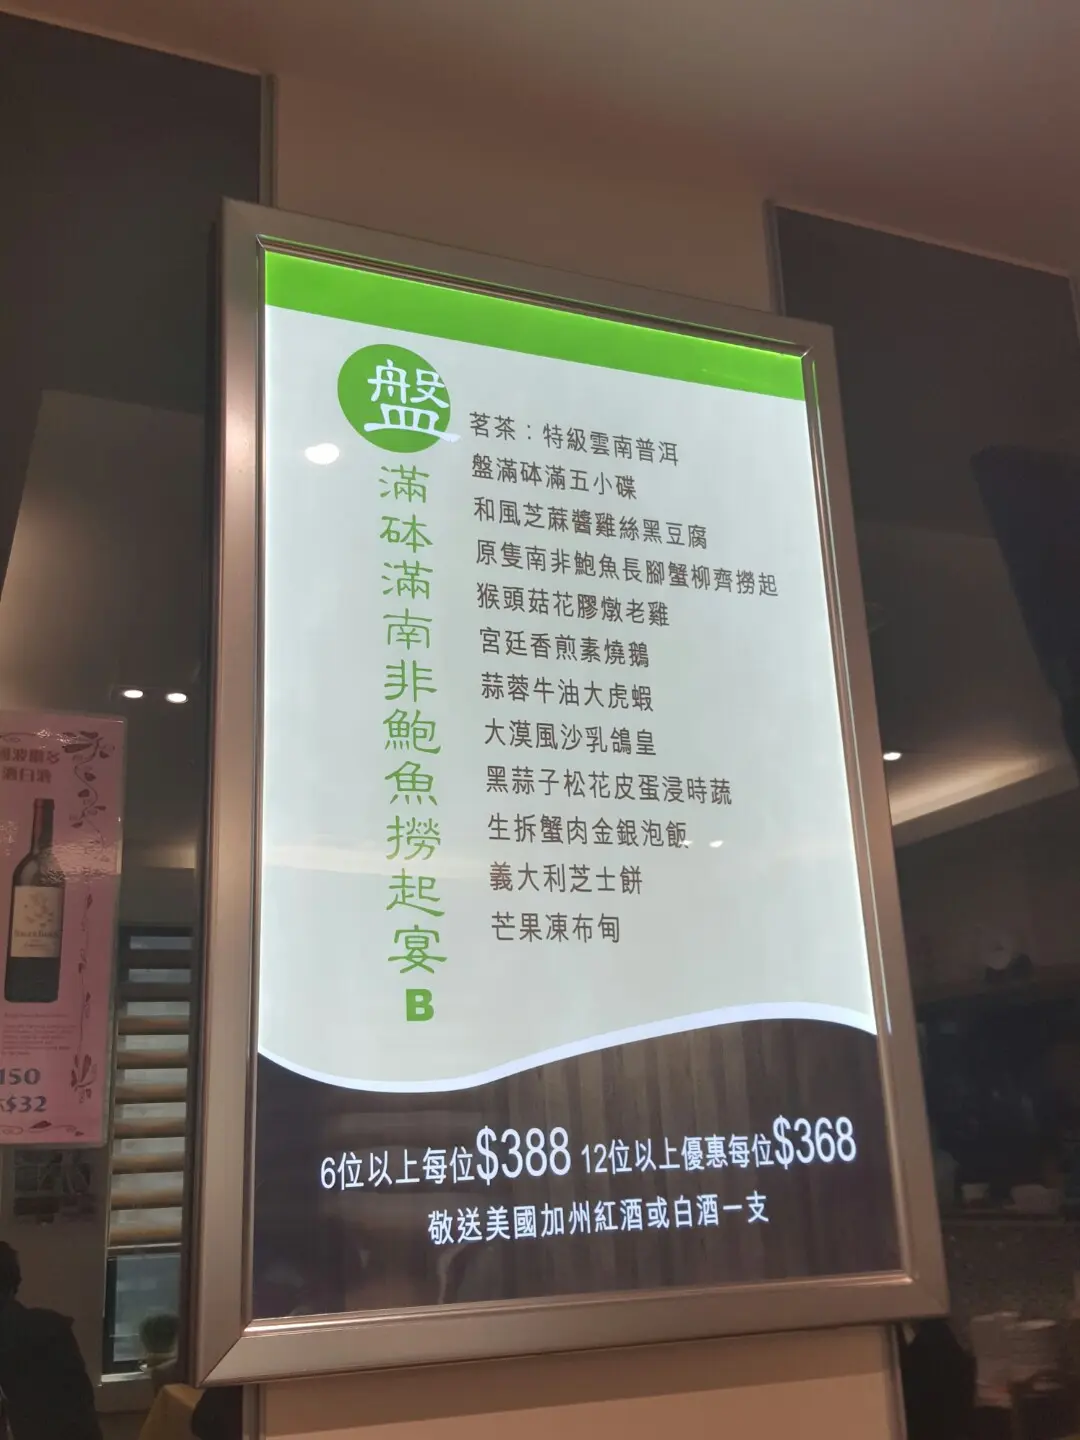 盤滿砵滿南非鮑魚撈起宴B
茗茶：特級雲南普洱
盤滿砵滿五小碟
和風芝蔴醬雞絲黑豆腐
原隻南非鮑魚長腳蟹柳齊撈起
猴頭菇花膠燉老雞
宮廷香煎素燒鵝
蒜蓉牛油大虎蝦
大漠風沙乳鴿皇
黑蒜子松花皮蛋浸時蔬
生拆蟹肉金銀泡飯
義大利芝士餅
芒果凍布甸
6位以上每位$388 12位以上優惠每位$368
敬送美國加州紅酒或白酒一支
150
$32